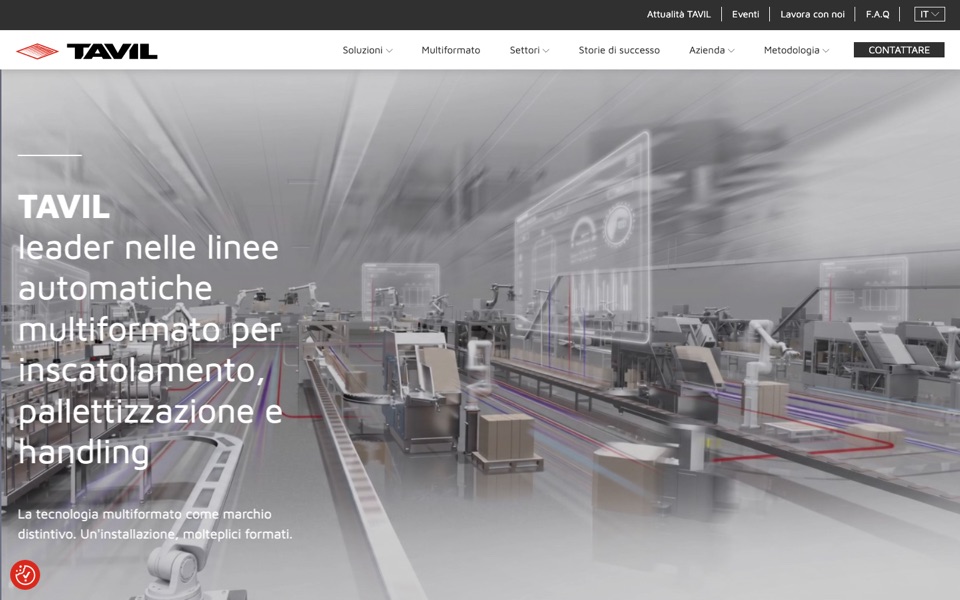 Attualità TAVIL
Eventi
Lavora con noi
F.A.Q
IT
TAVIL
Soluzioni
Multiformato
Settori
Storie di successo
Azienda
Metodologia
CONTATTARE
TAVIL
leader nelle linee
automatiche
multiformato per
inscatolamento,
pallettizzazione e
handling
La tecnologia multiformato come marchio
distintivo. Un'installazione, molteplici formati.